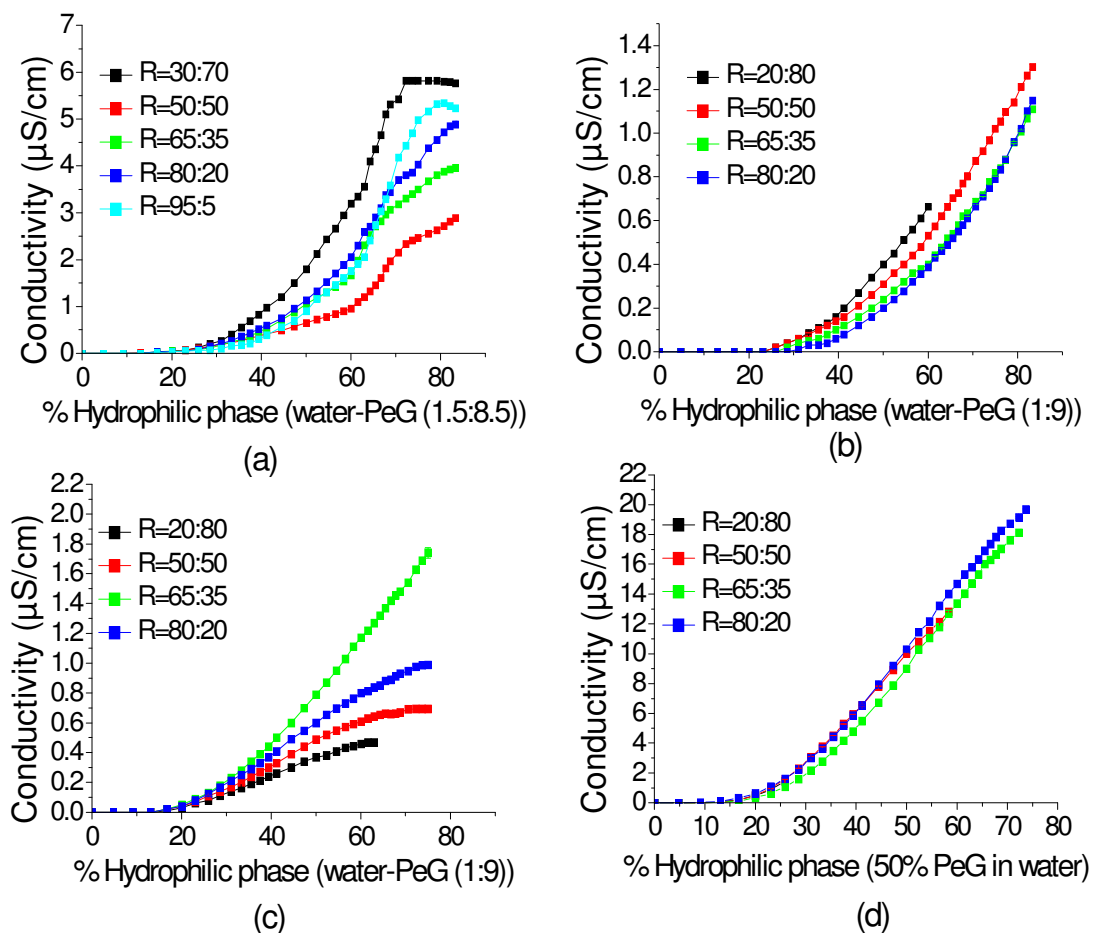 7
6
5
4
3
2
1
0
Conductivity (µS/cm)
R=30:70
R=50:50
R=65:35
R=80:20
R=95:5
0 20 40 60 80
% Hydrophilic phase (water-PeG (1.5:8.5))
(a)
1.4
1.2
1.0
0.8
0.6
0.4
0.2
0.0
Conductivity (µS/cm)
R=20:80
R=50:50
R=65:35
R=80:20
0 20 40 60 80
% Hydrophilic phase (water-PeG (1:9))
(b)
2.2
2.0
1.8
1.6
1.4
1.2
1.0
0.8
0.6
0.4
0.2
0.0
Conductivity (µS/cm)
R=20:80
R=50:50
R=65:35
R=80:20
0 20 40 60 80
% Hydrophilic phase (water-PeG (1:9))
(c)
22
20
18
16
14
12
10
8
6
4
2
0
Conductivity (µS/cm)
R=20:80
R=50:50
R=65:35
R=80:20
0 10 20 30 40 50 60 70 80
% Hydrophilic phase (50% PeG in water)
(d)